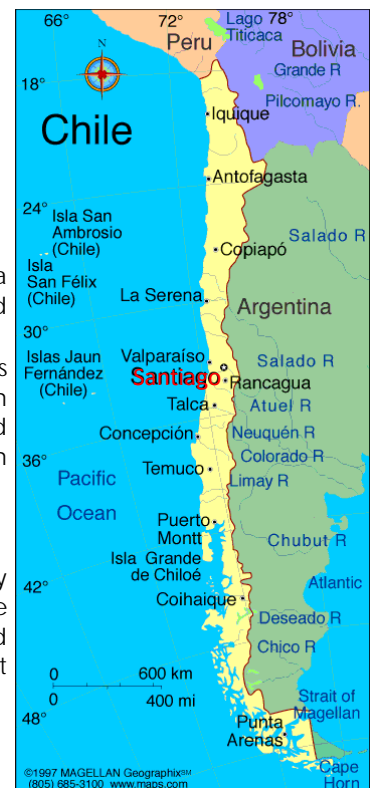 66° 72° 78°
Lago
Titicaca
Peru
Bolivia
N
Grande R
18°
Pilcomayo R.
Iquique
Chile
Antofagasta
24°
Isla San
Ambrosio
(Chile)
Salado R
Copiapó
Isla
San Félix
(Chile)
a
La Serena
d
Argentina
30°
Islas Jaun
Fernández
(Chile)
Valparaíso
Salado R
s
Santiago
Rancagua
n
Talca
Atuel R
d
Concepción
Neuquén R
n
Colorado R
36°
Temuco
Limay R
Pacific
Ocean
Puerto
Montt
Chubut R
Isla Grande
de Chiloé
y
42°
Atlantic
e
Coihaique
Deseado R
d
Chico R
t
0 600 km
0 400 mi
Strait of
Magellan
48°
Punta
Arenas
Cape
Horn
©1997 MAGELLAN Geographix℠
(805) 685-3100 www.maps.com